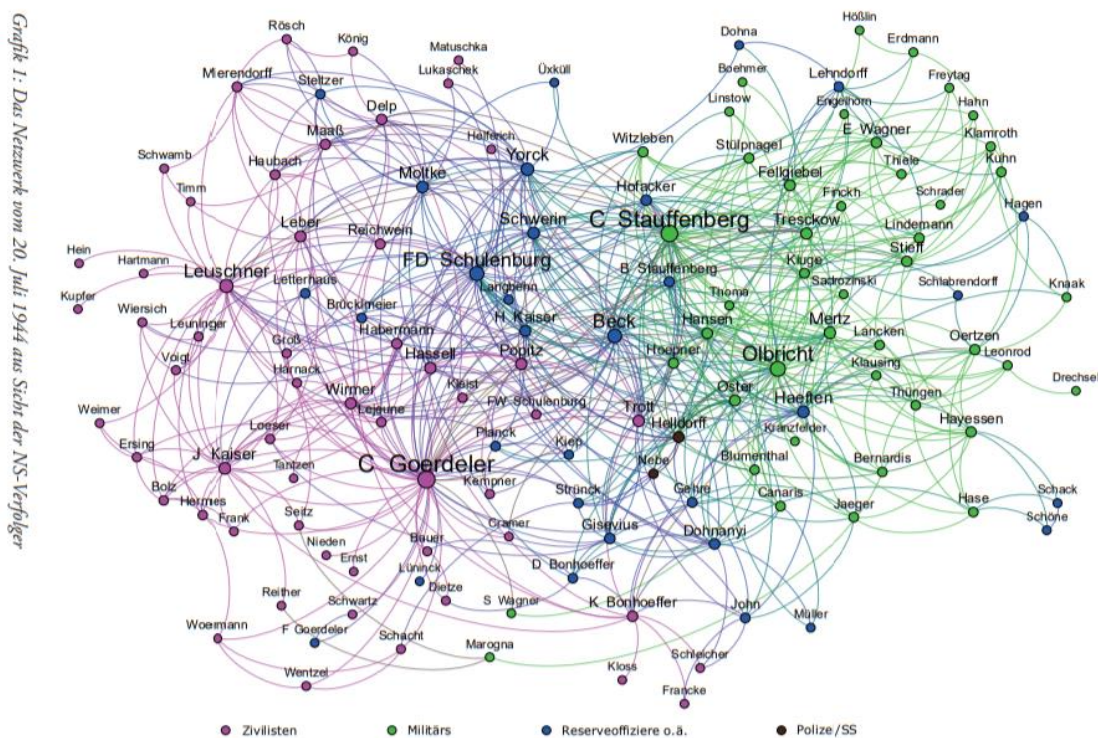 Grafik 1: Das Netzwerk vom 20. Juli 1944 aus Sicht der NS-Verfolger
Rösch
König
Matuschka
Dohna
Hößlin
Erdmann
Mierendorff
Steltzer
Lukaschek
Üxküll
Boehmer
Lehndorff
Freytag
Delp
Linstow
Engelhorn
Hahn
Maaß
Hölferich
Witzleben
E Wagner
Klamroth
Schwamb
Haubach
Yorck
Stülpnagel
Thiele
Kuhn
Timm
Moltke
Hofacker
Fellgiebel
Finckh
Schrader
Hagen
Leber
Reichwein
Schwerin
C Stauffenberg
Tresckow
Lindemann
Hein
Hartmann
Leuschner
FD Schulenburg
Kluge
Stieff
Kupfer
Letterhaus
Langbehn
B Stauffenberg
Sadrozinski
Schlabrendorff
Knaak
Wiersich
Leuninger
Brücklmeier
H Kaiser
Beck
Thoma
Mertz
Voigt
Groß
Habermann
Hansen
Lancken
Oertzen
Harnack
Hassell
Popitz
Hoepner
Olbricht
Klausing
Leonrod
Weimer
Wirmer
Kleist
Oster
Haeften
Thüngen
Drechsel
Ersing
Loeser
Lejeune
FW Schulenburg
Trott
Kranzfelder
Hayessen
J Kaiser
Planck
Kiep
Helldorff
Bolz
Tantzen
C Goerdeler
Nebe
Blumenthal
Bernardis
Hermes
Frank
Seitz
Kempner
Strünck
Gehre
Canaris
Jaeger
Hase
Schack
Nieden
Bauer
Cramer
Gisevius
Dohnanyi
Schöne
Ernst
Lüninck
Dietze
D Bonhoeffer
Reither
Schwartz
S Wagner
K Bonhoeffer
John
Müller
Woermann
F Goerdeler
Schacht
Marogna
Schleicher
Wentzel
Kloss
Francke
Zivilisten
Militärs
Reserveoffiziere o.ä.
Polize/SS